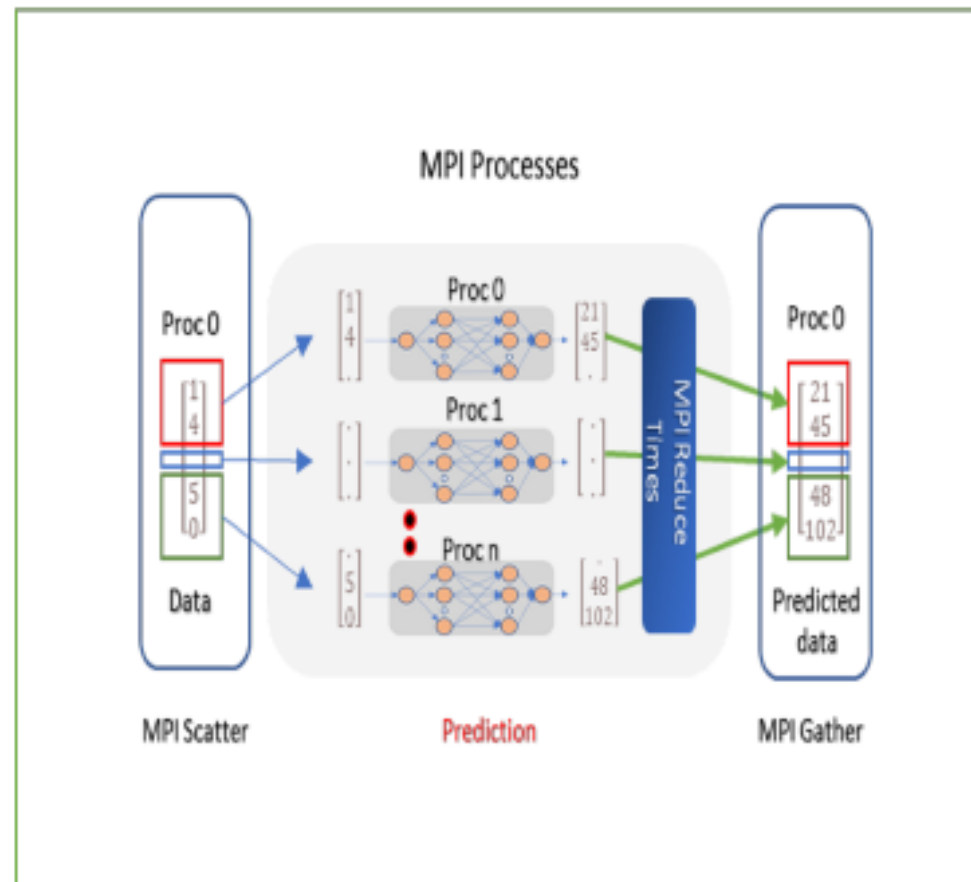 MPI Processes
Proc 0
1
4
5
0
Data
MPI Scatter
Proc 0
1
4
.
21
45
.
Proc 1
.
.
.
.
Proc n
.
5
0
.
48
102
Prediction
MPI Reduce
Times
Proc 0
21
45
48
102
Predicted
data
MPI Gather